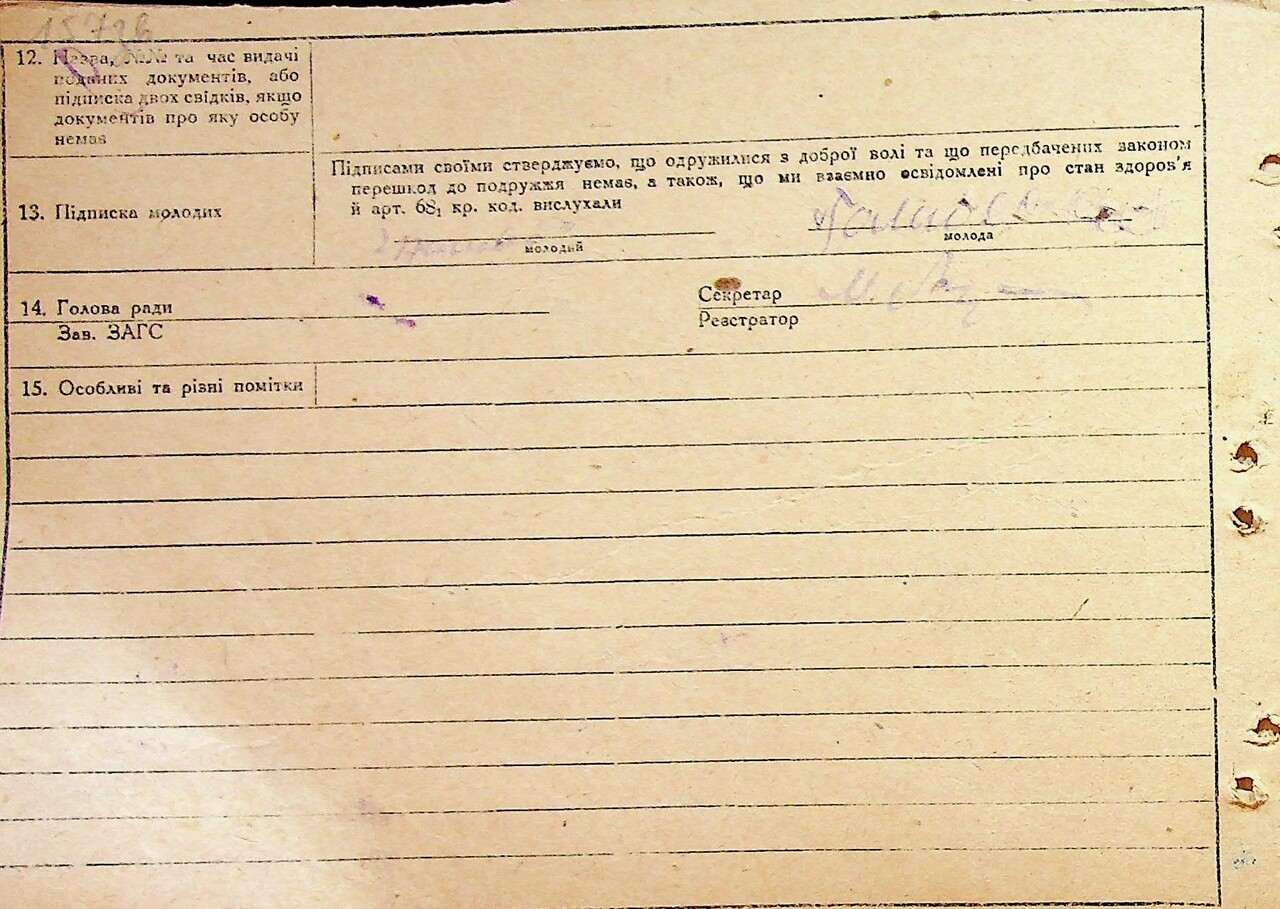 12. Назва, №№ та час видачі
поданих документів, або
підписка двох свідків, якщо
документів про яку особу
немає
Підписами своїми стверджуємо, що одружилися з доброї волі та що передбачених законом
перешкод до подружжя немає, а також, що ми взаємно освідомлені про стан здоров'я
й арт. 68₁ кр. код. вислухали
13. Підписка молодих
молодий
молода
14. Голова ради
Зав. ЗАГС
Секретар
Реєстратор
15. Особливі та різні помітки